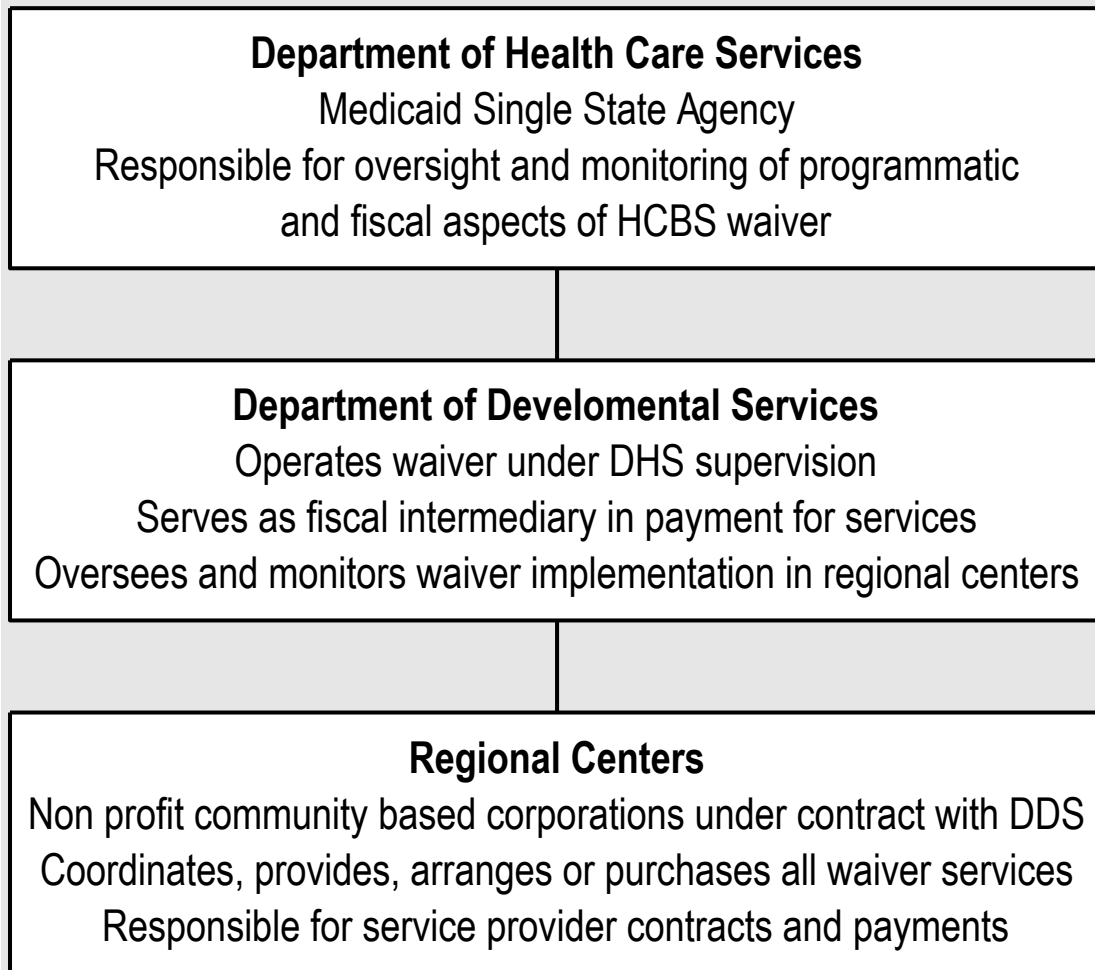 Department of Health Care Services
Medicaid Single State Agency
Responsible for oversight and monitoring of programmatic
and fiscal aspects of HCBS waiver
Department of Develomental Services
Operates waiver under DHS supervision
Serves as fiscal intermediary in payment for services
Oversees and monitors waiver implementation in regional centers
Regional Centers
Non profit community based corporations under contract with DDS
Coordinates, provides, arranges or purchases all waiver services
Responsible for service provider contracts and payments